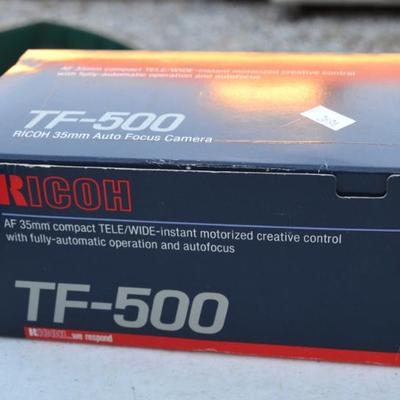 AF 35mm compact TELE/WIDE-instant motorized creative control
with fully-automatic operation and autofocus
TF-500
RICOH 35mm Auto Focus Camera
RICOH
AF 35mm compact TELE/WIDE-instant motorized creative control
with fully-automatic operation and autofocus
TF-500
RICOH...we respond